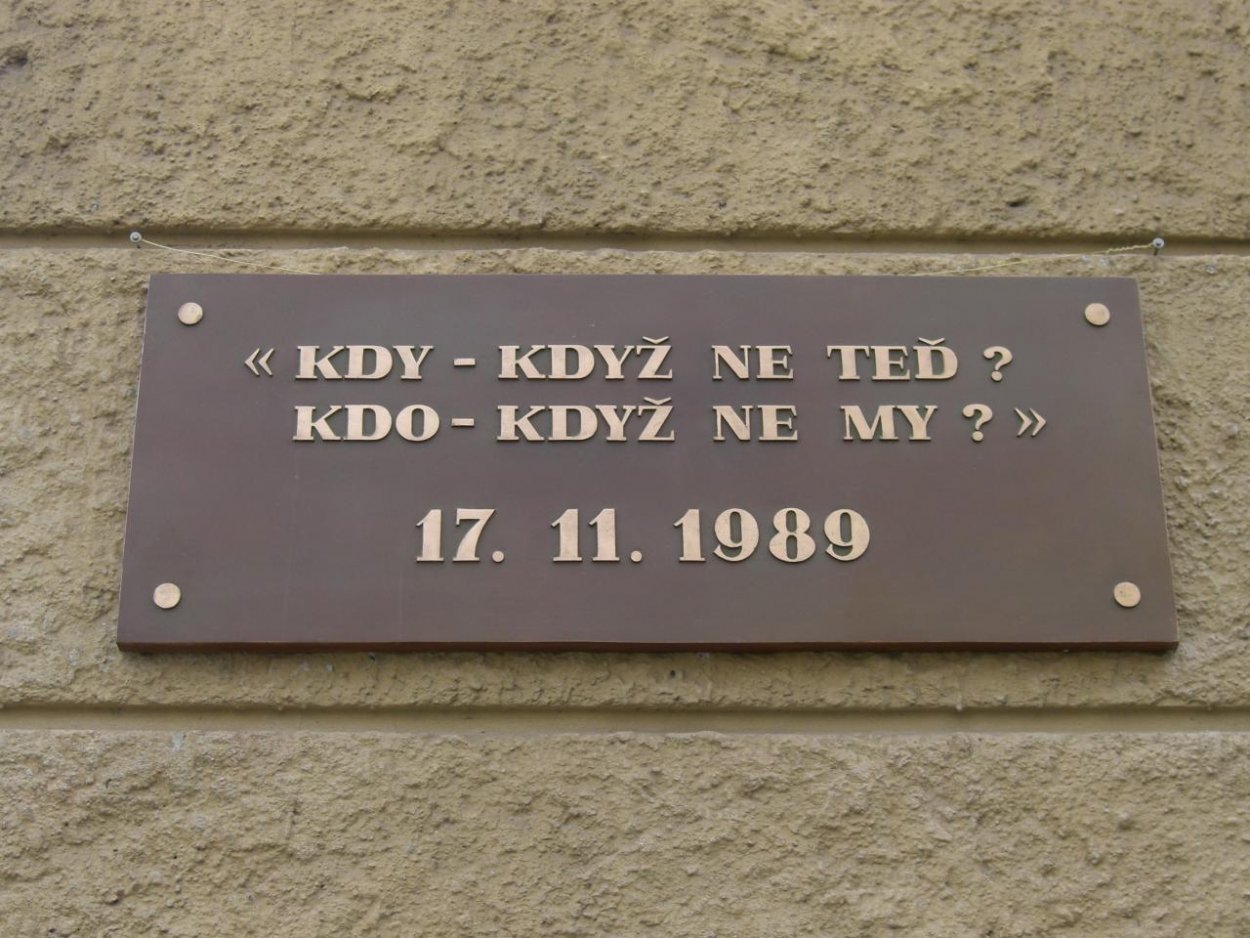 « KDY - KDYŽ NE TEĎ ?
KDO - KDYŽ NE MY ? »
17. 11. 1989